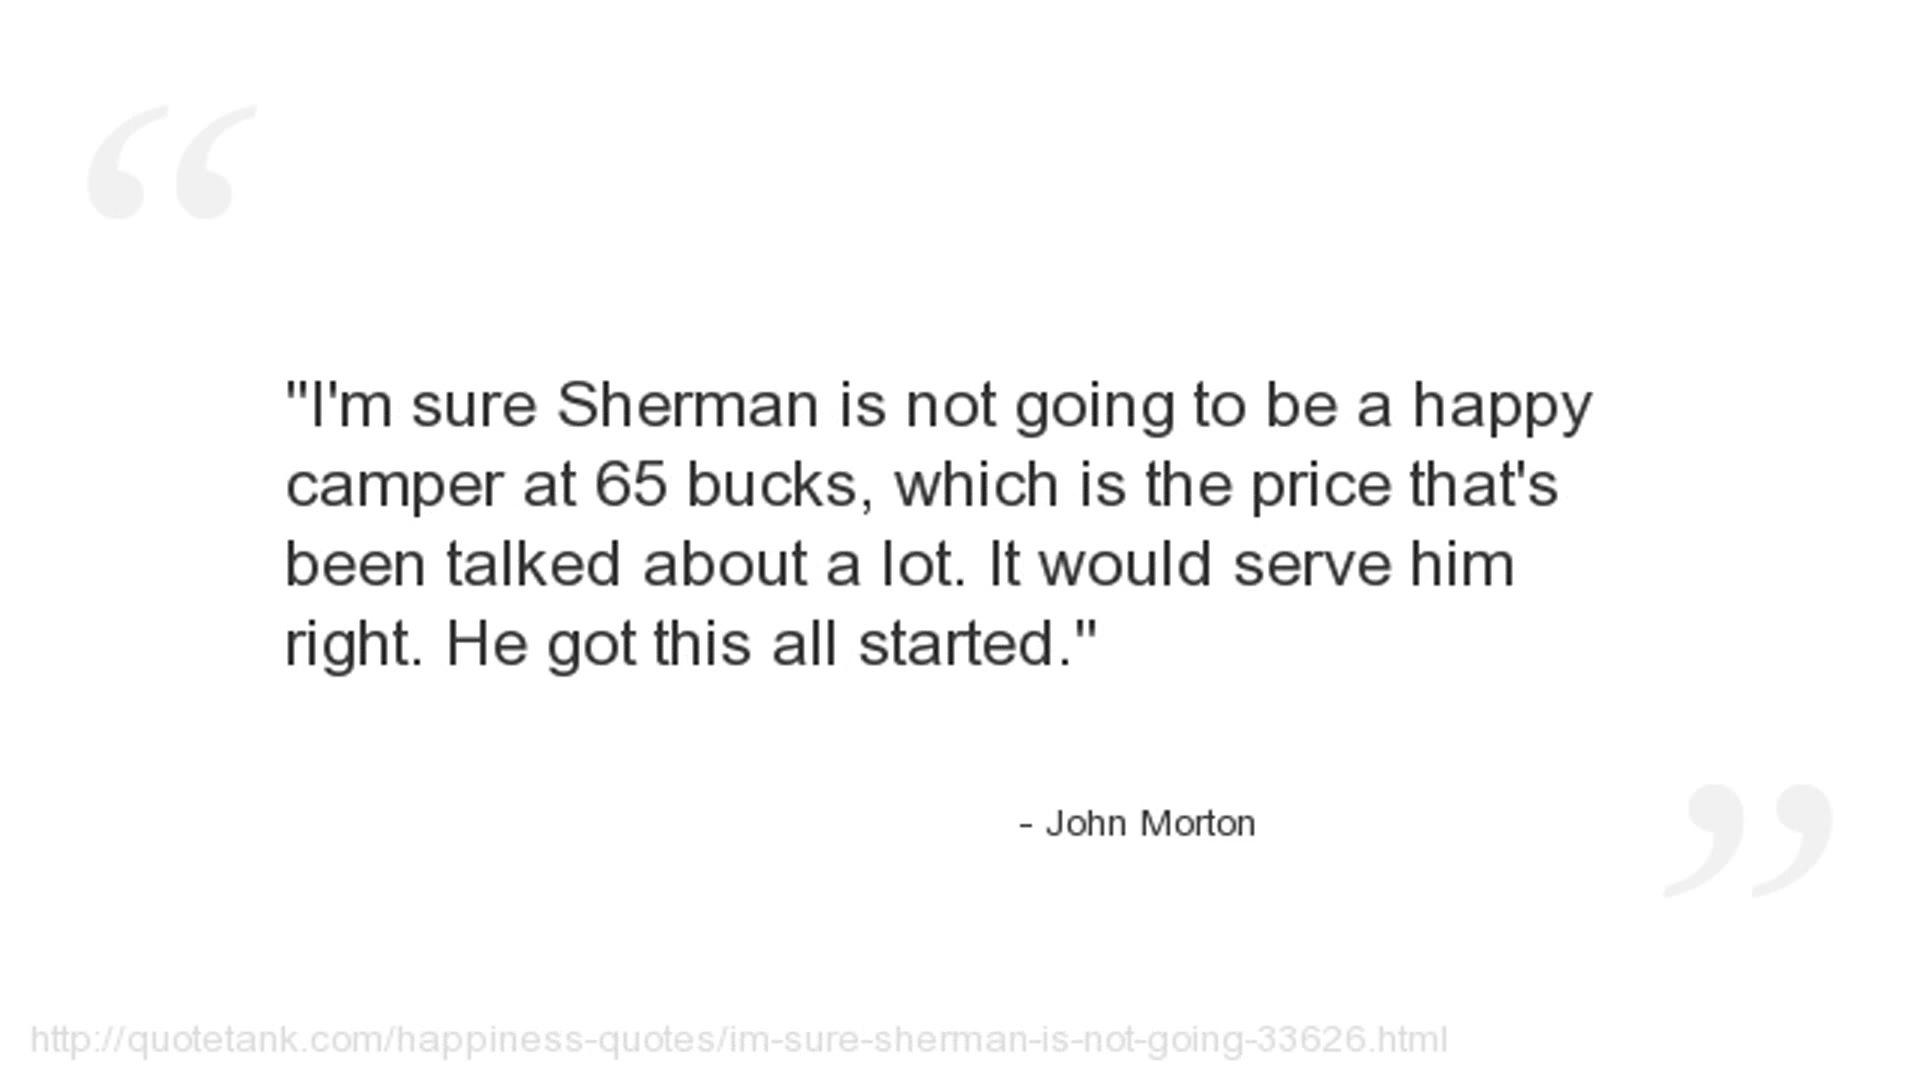 "I'm sure Sherman is not going to be a happy
camper at 65 bucks, which is the price that's
been talked about a lot. It would serve him
right. He got this all started."
- John Morton
http://quotetank.com/happiness-quotes/im-sure-sherman-is-not-going-33626.html